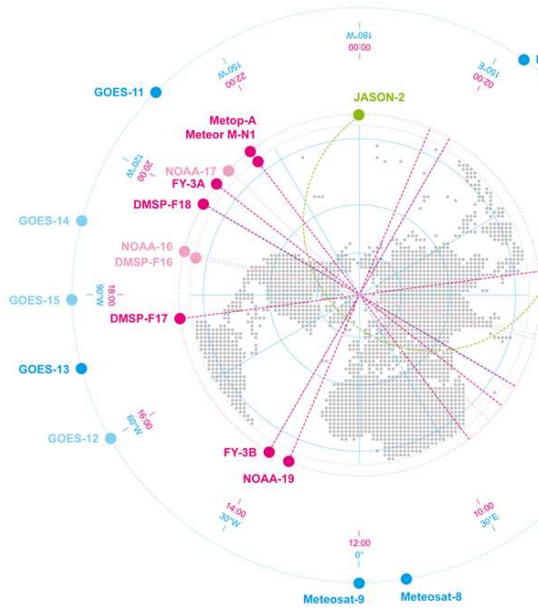 180°W
00:00
150°W
22:00
150°E
02:00
GOES-11
JASON-2
Metop-A
Meteor M-N1
120°W
20:00
NOAA-17
FY-3A
DMSP-F18
GOES-14
NOAA-16
DMSP-F16
GOES-15
90°W
18:00
DMSP-F17
GOES-13
16:00
60°W
GOES-12
FY-3B
NOAA-19
14:00
30°W
10:00
30°E
12:00
0°
Meteosat-9
Meteosat-8